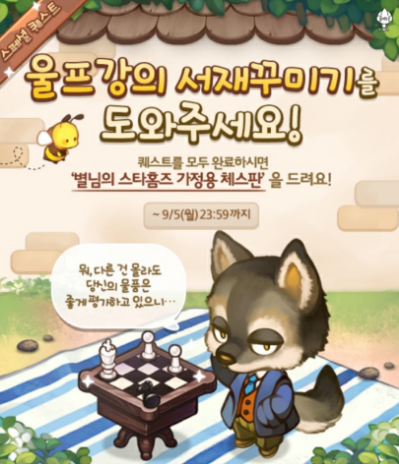 스페셜 퀘스트
울프강의 서재꾸미기를
도와주세요!
퀘스트를 모두 완료하시면
'별님의 스타홈즈 가정용 체스판' 을 드려요!
~ 9/5(월) 23:59 까지
뭐, 다른 건 몰라도
당신의 물품은
좋게 평가하고 있으니…